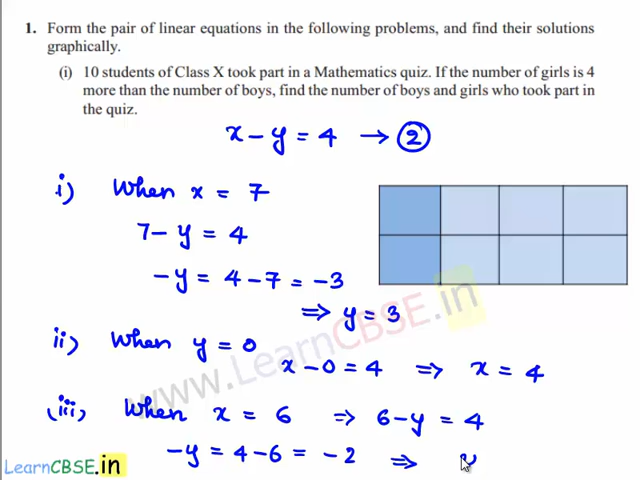 1. Form the pair of linear equations in the following problems, and find their solutions
graphically.
(i) 10 students of Class X took part in a Mathematics quiz. If the number of girls is 4
more than the number of boys, find the number of boys and girls who took part in
the quiz.
x - y = 4 → ②
i) When x = 7
7 - y = 4
-y = 4 - 7 = -3
⇒ y = 3
ii) When y = 0
x - 0 = 4 ⇒ x = 4
(iii) When x = 6 ⇒ 6 - y = 4
-y = 4 - 6 = -2 ⇒
www.LearnCBSE.in
LearnCBSE.in